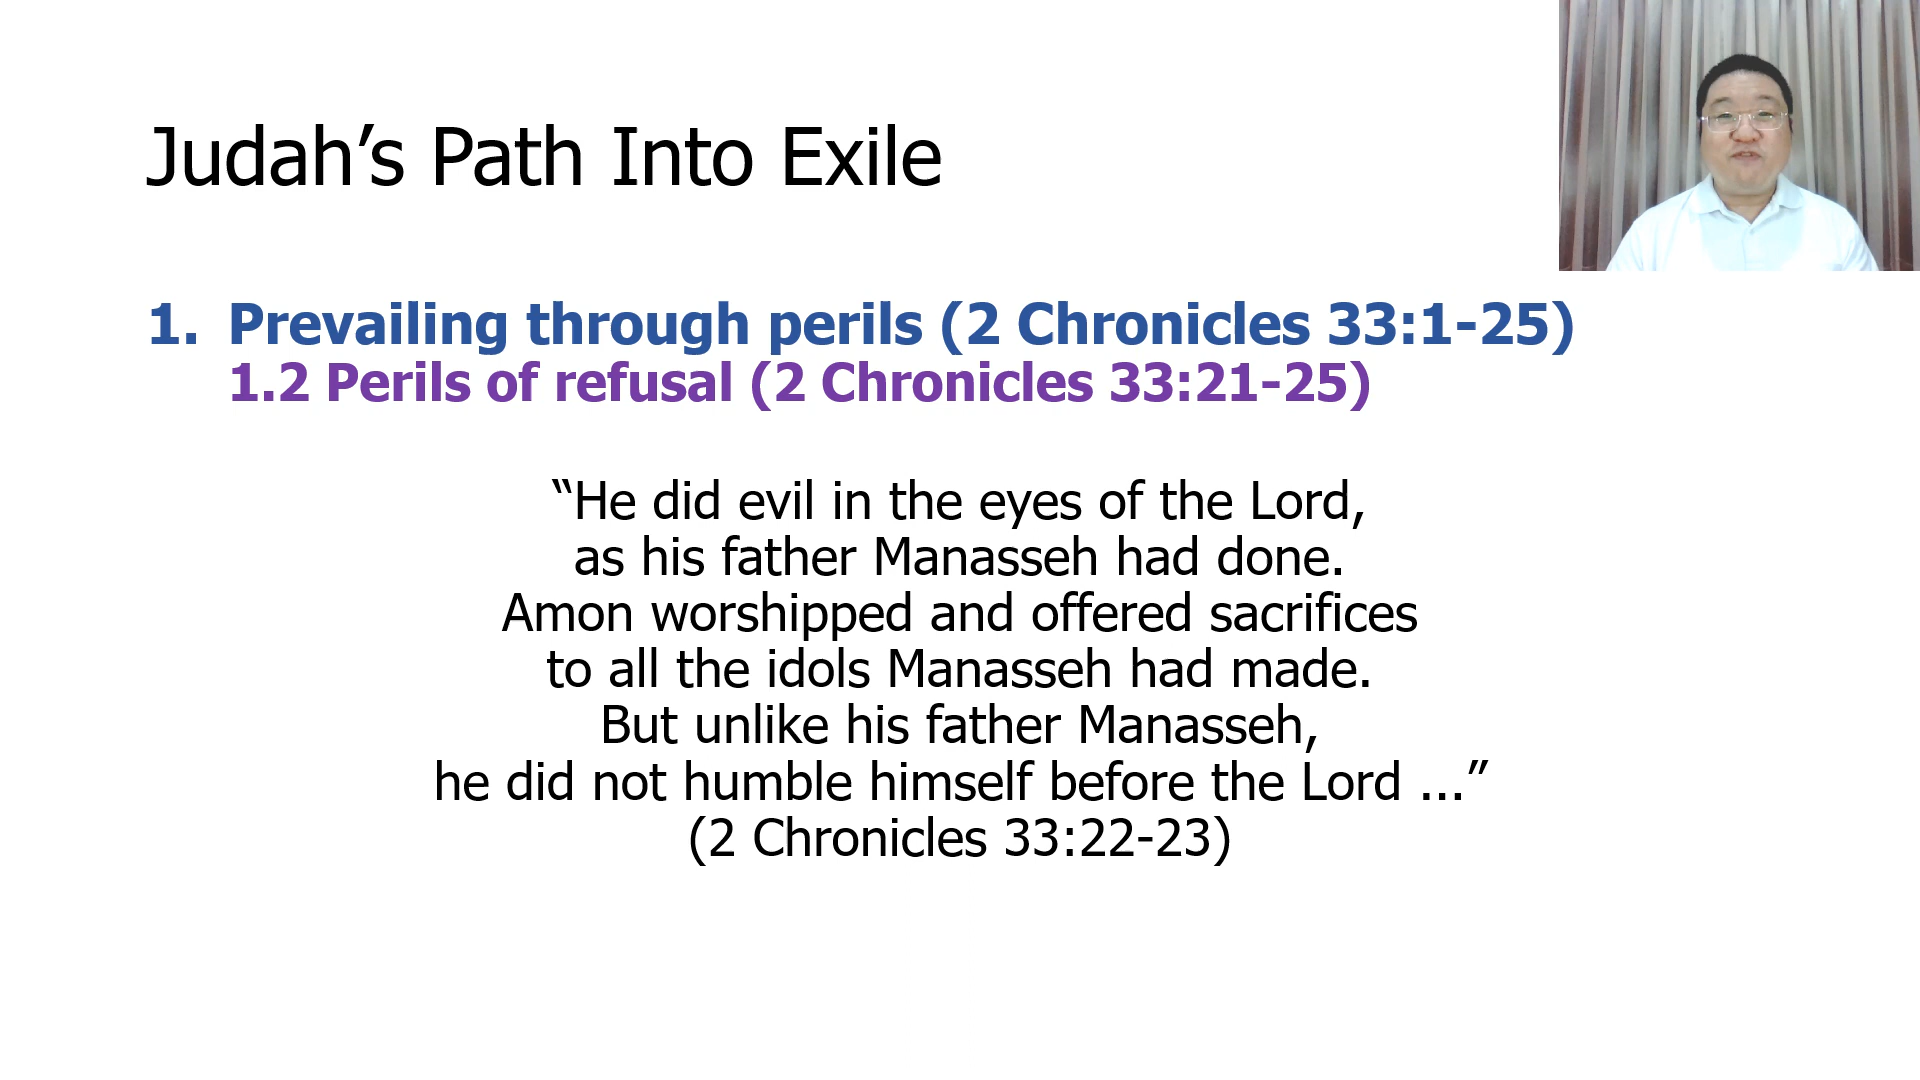 Judah’s Path Into Exile
1. Prevailing through perils (2 Chronicles 33:1-25)
1.2 Perils of refusal (2 Chronicles 33:21-25)
“He did evil in the eyes of the Lord,
as his father Manasseh had done.
Amon worshipped and offered sacrifices
to all the idols Manasseh had made.
But unlike his father Manasseh,
he did not humble himself before the Lord …”
(2 Chronicles 33:22-23)